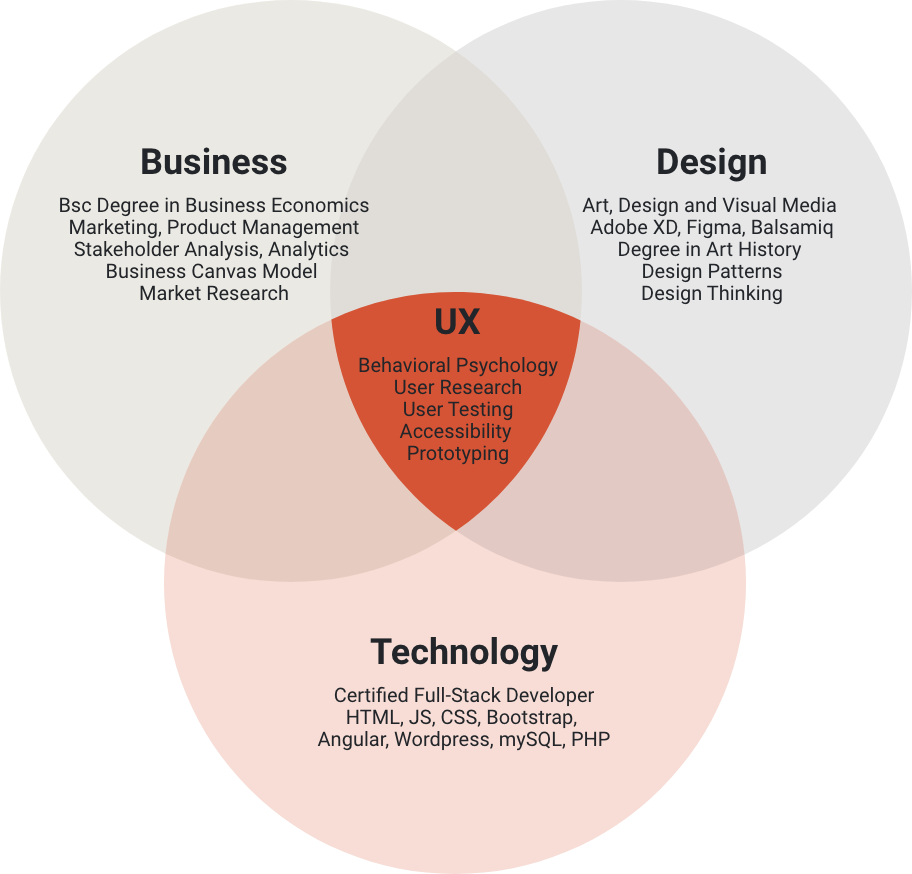 Business
Bsc Degree in Business Economics
Marketing, Product Management
Stakeholder Analysis, Analytics
Business Canvas Model
Market Research
Design
Art, Design and Visual Media
Adobe XD, Figma, Balsamiq
Degree in Art History
Design Patterns
Design Thinking
UX
Behavioral Psychology
User Research
User Testing
Accessibility
Prototyping
Technology
Certified Full-Stack Developer
HTML, JS, CSS, Bootstrap,
Angular, Wordpress, mySQL, PHP